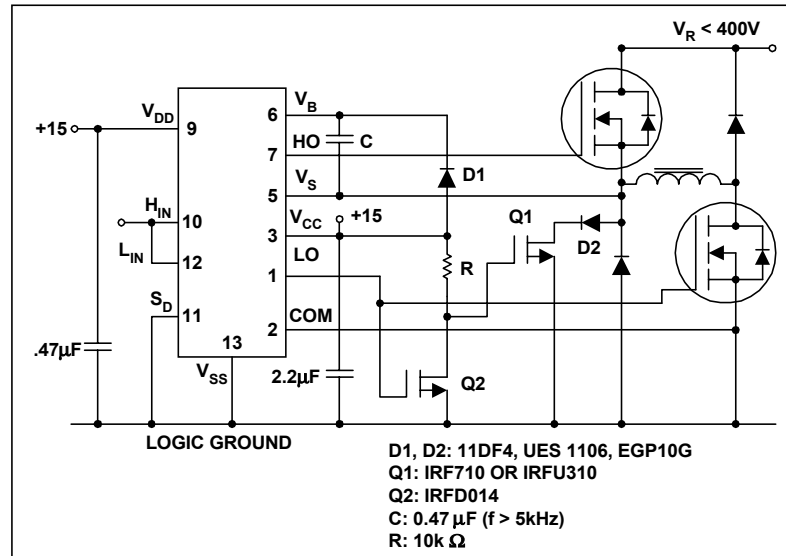 V_R < 400V
V_B
6
+15
V_DD
9
HO
C
7
D1
V_S
5
H_IN
10
V_CC
+15
3
Q1
D2
L_IN
12
LO
R
1
S_D
11
COM
2
.47μF
13
V_SS
2.2μF
Q2
LOGIC GROUND
D1, D2: 11DF4, UES 1106, EGP10G
Q1: IRF710 OR IRFU310
Q2: IRFD014
C: 0.47 μF (f > 5kHz)
R: 10k Ω